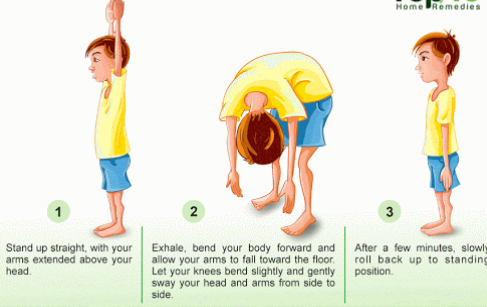 Home Remedies
1
2
3
Stand up straight, with your
arms extended above your
head.
Exhale, bend your body forward and
allow your arms to fall toward the floor.
Let your knees bend slightly and gently
sway your head and arms from side to
side.
After a few minutes, slowly
roll back up to standing
position.